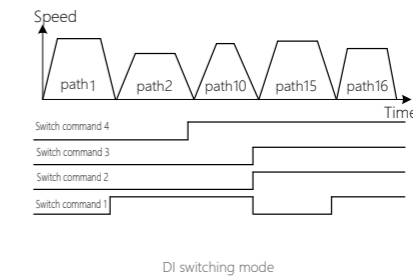 Speed
path1 path2 path10 path15 path16
Time
Switch command 4
Switch command 3
Switch command 2
Switch command 1
DI switching mode